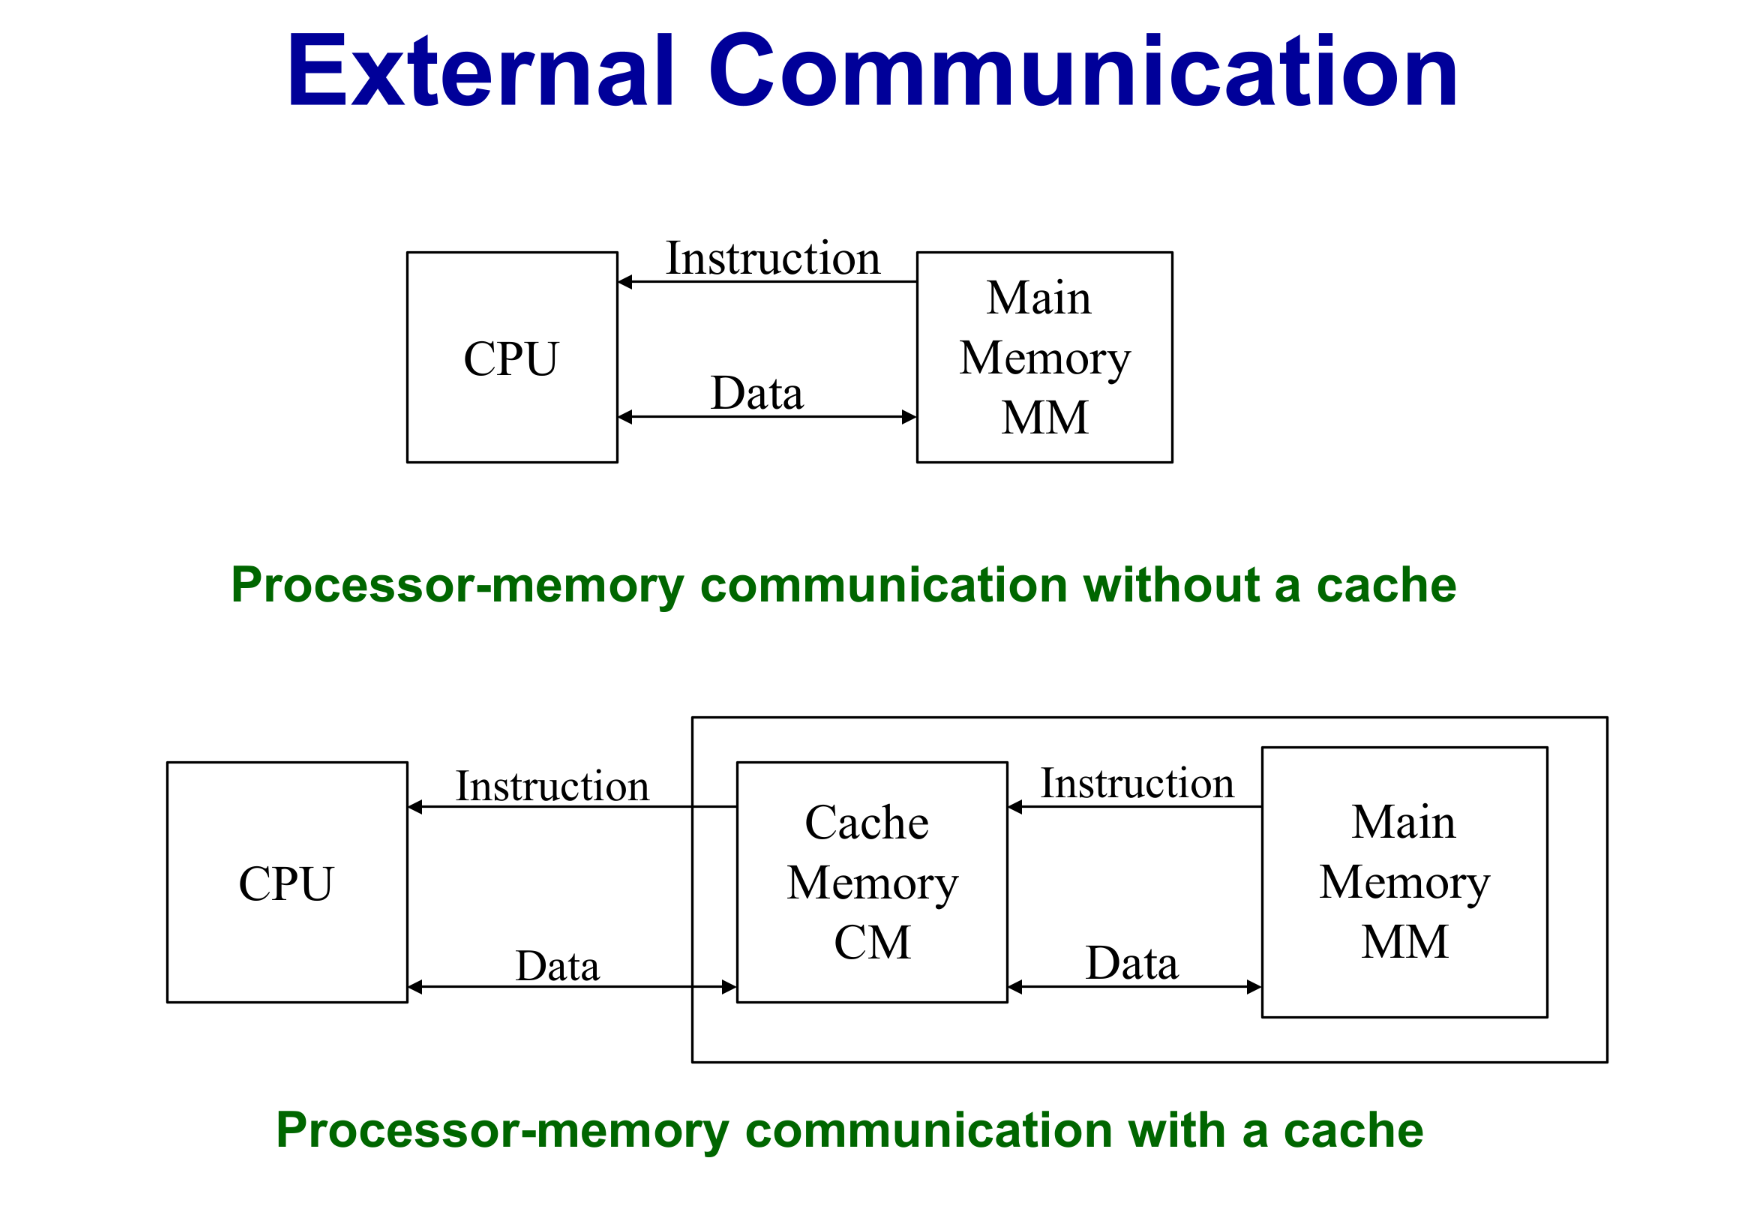 External Communication
Instruction
CPU
Main
Memory
MM
Data
Processor-memory communication without a cache
CPU
Instruction
Data
Cache
Memory
CM
Instruction
Data
Main
Memory
MM
Processor-memory communication with a cache